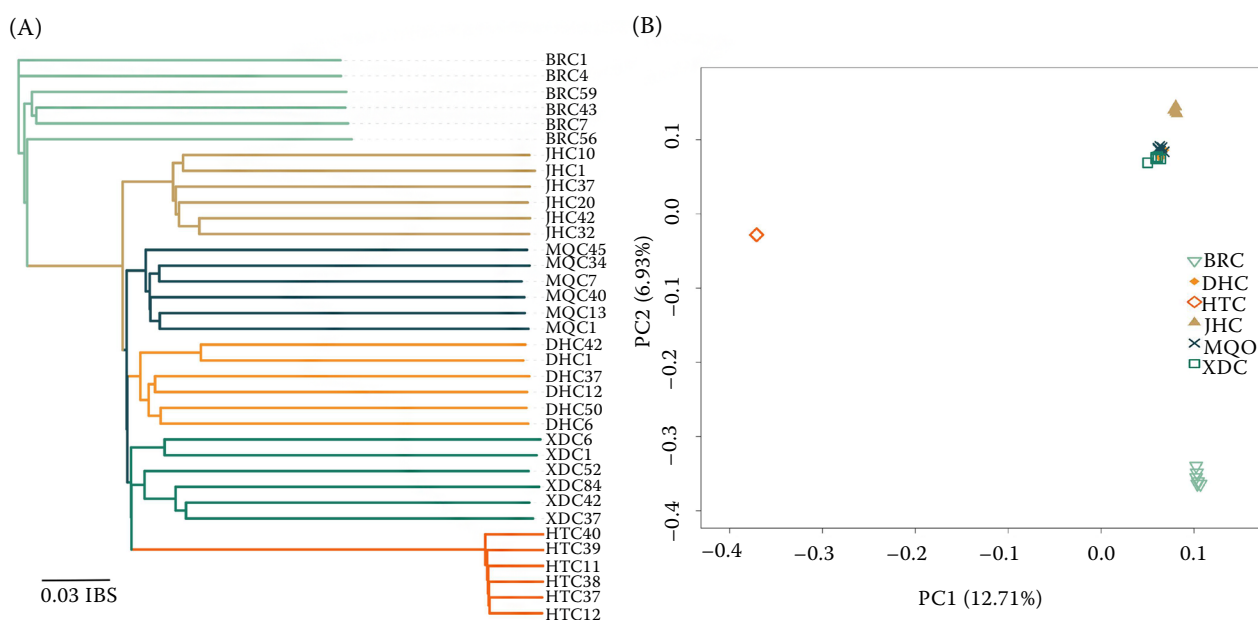 (A)
BRC1
BRC4
BRC59
BRC43
BRC7
BRC56
JHC10
JHC1
JHC37
JHC20
JHC42
JHC32
MQC45
MQC34
MQC7
MQC40
MQC13
MQC1
DHC42
DHC1
DHC37
DHC12
DHC50
DHC6
XDC6
XDC1
XDC52
XDC84
XDC42
XDC37
HTC40
HTC39
HTC11
HTC38
HTC37
HTC12
0.03 IBS
(B)
PC2 (6.93%)
0.1
0.0
−0.1
−0.2
−0.3
−0.4
−0.4 −0.3 −0.2 −0.1 0.0 0.1
PC1 (12.71%)
BRC
DHC
HTC
JHC
MQO
XDC